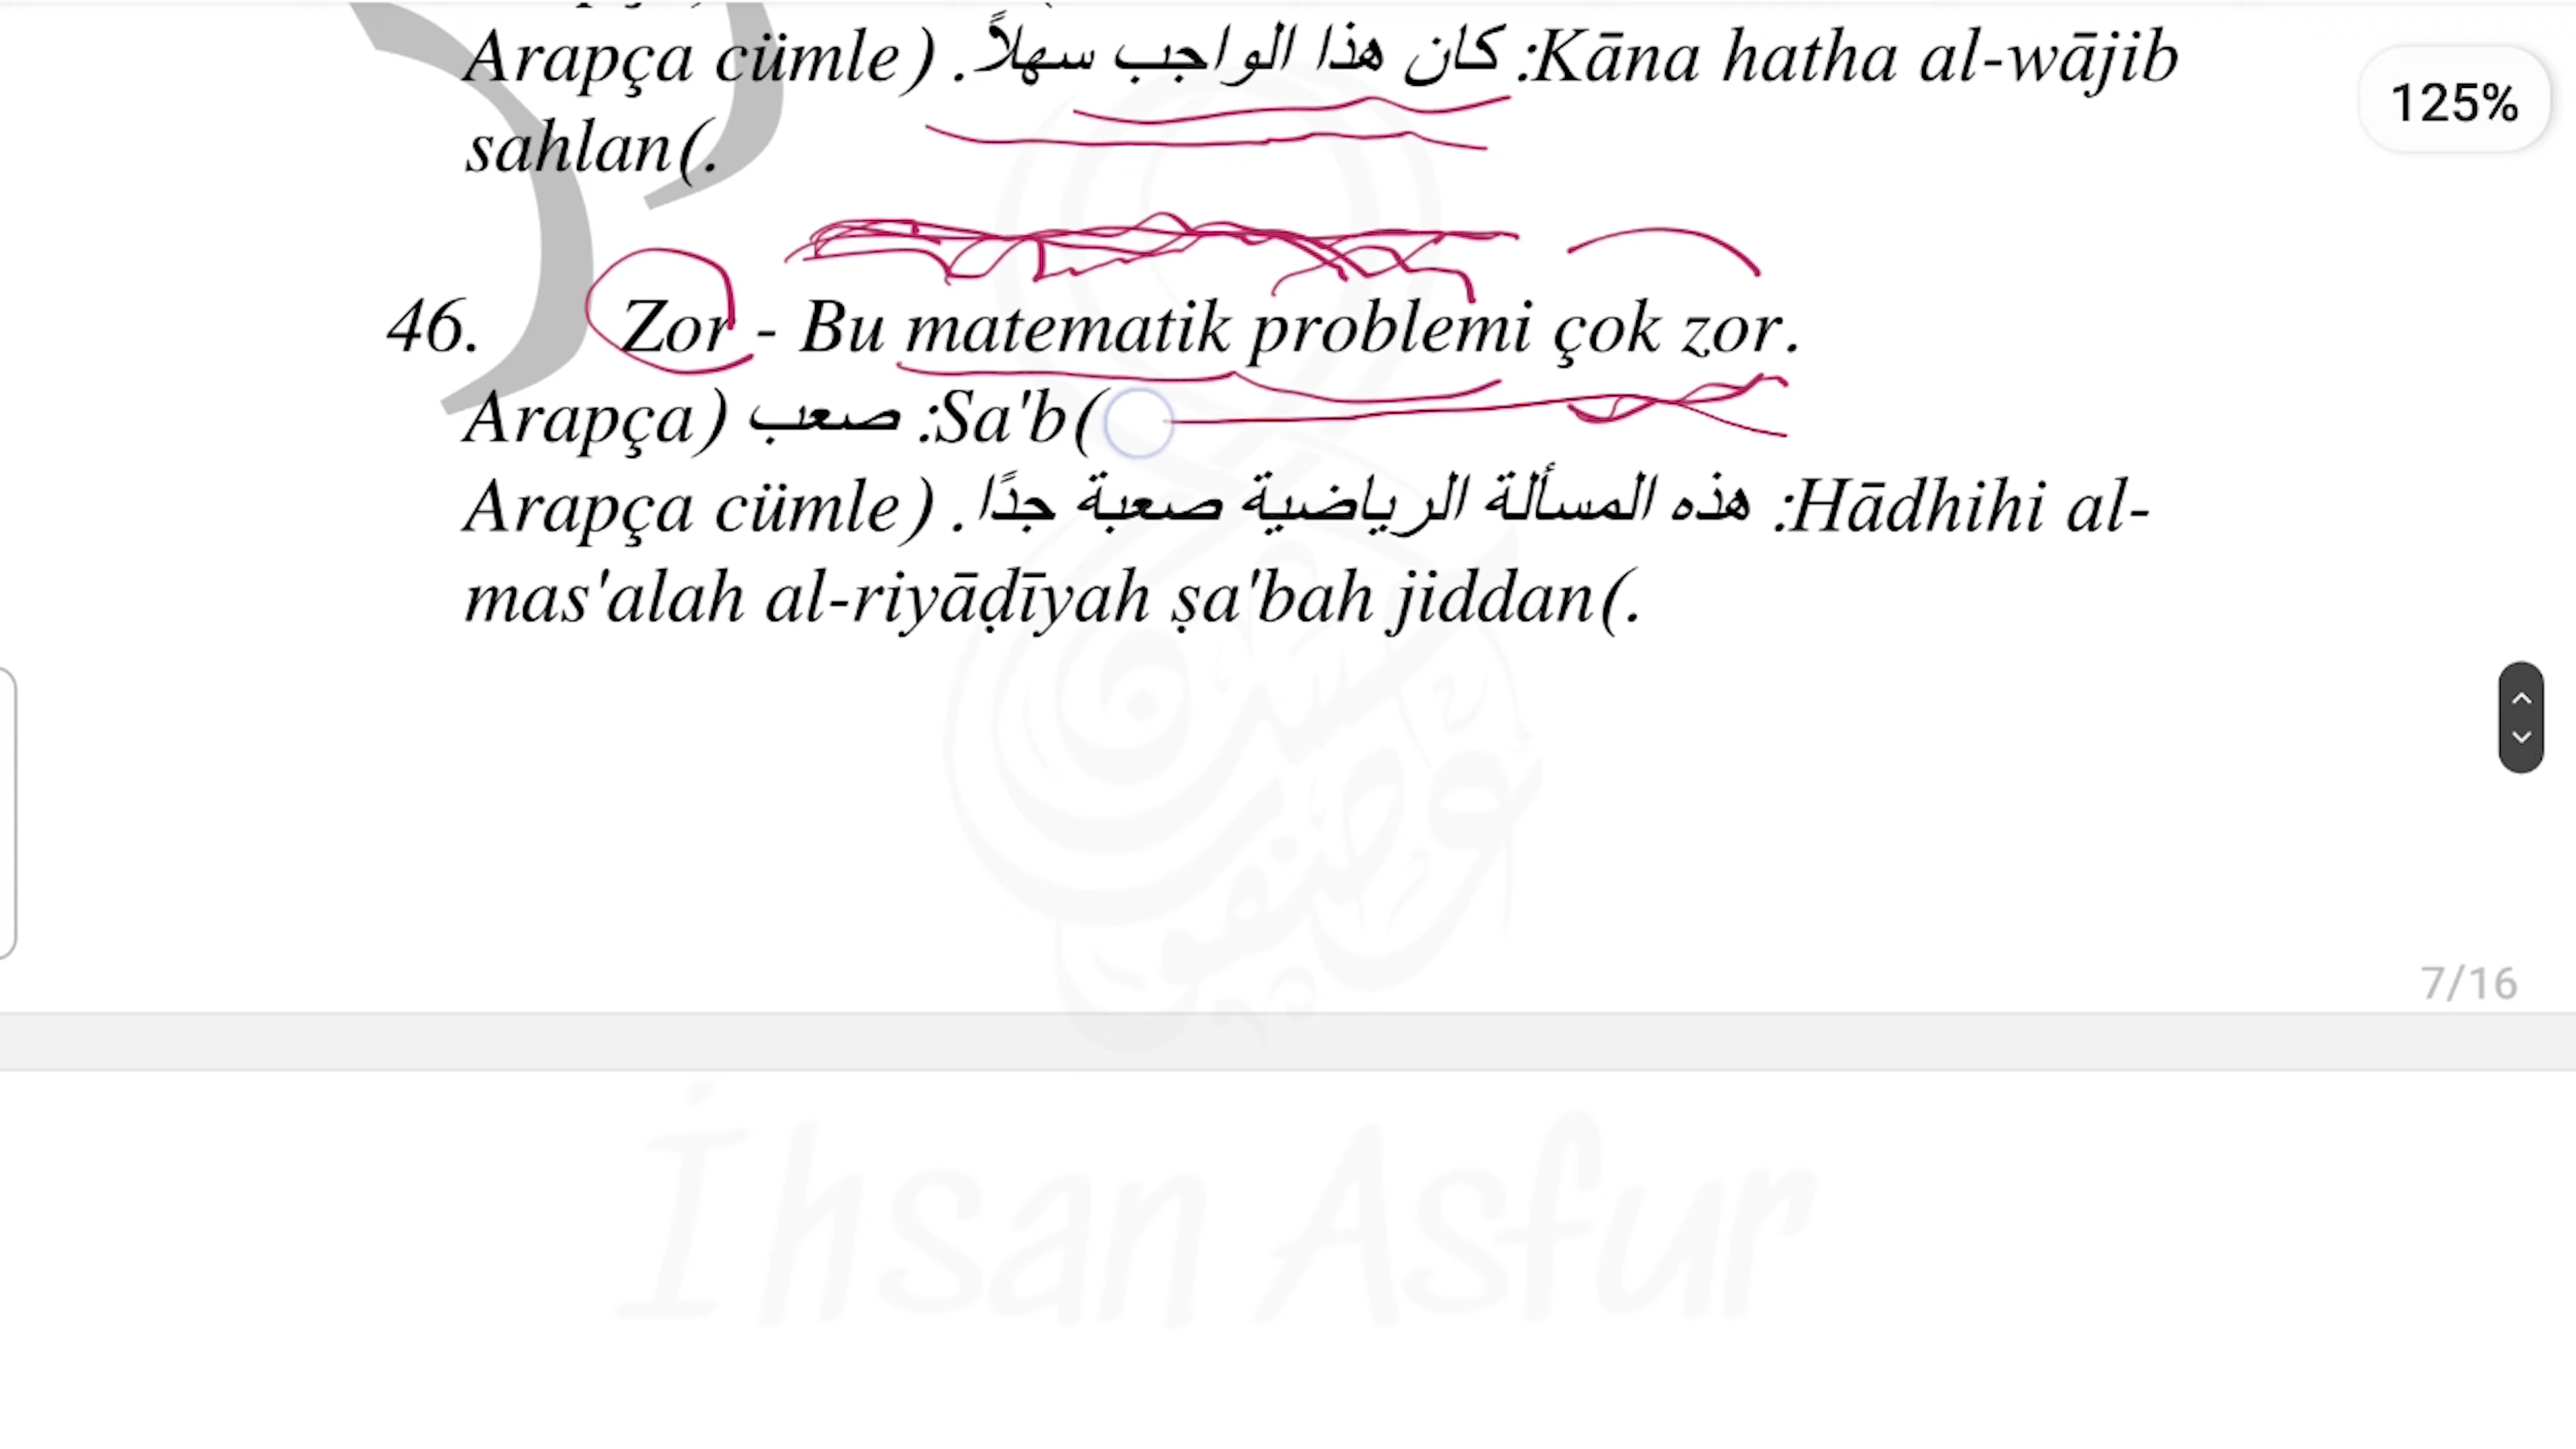 Arapça cümle) كان هذا الواجب سهلاً. :Kāna hatha al-wājib
sahlan(.
125%
46. Zor - Bu matematik problemi çok zor.
Arapça) صعب :Sa'b(
Arapça cümle) هذه المسألة الرياضية صعبة جدًا. :Hādhihi al-
mas'alah al-riyāḍīyah ṣa'bah jiddan(.
7/16
İhsan Asfur